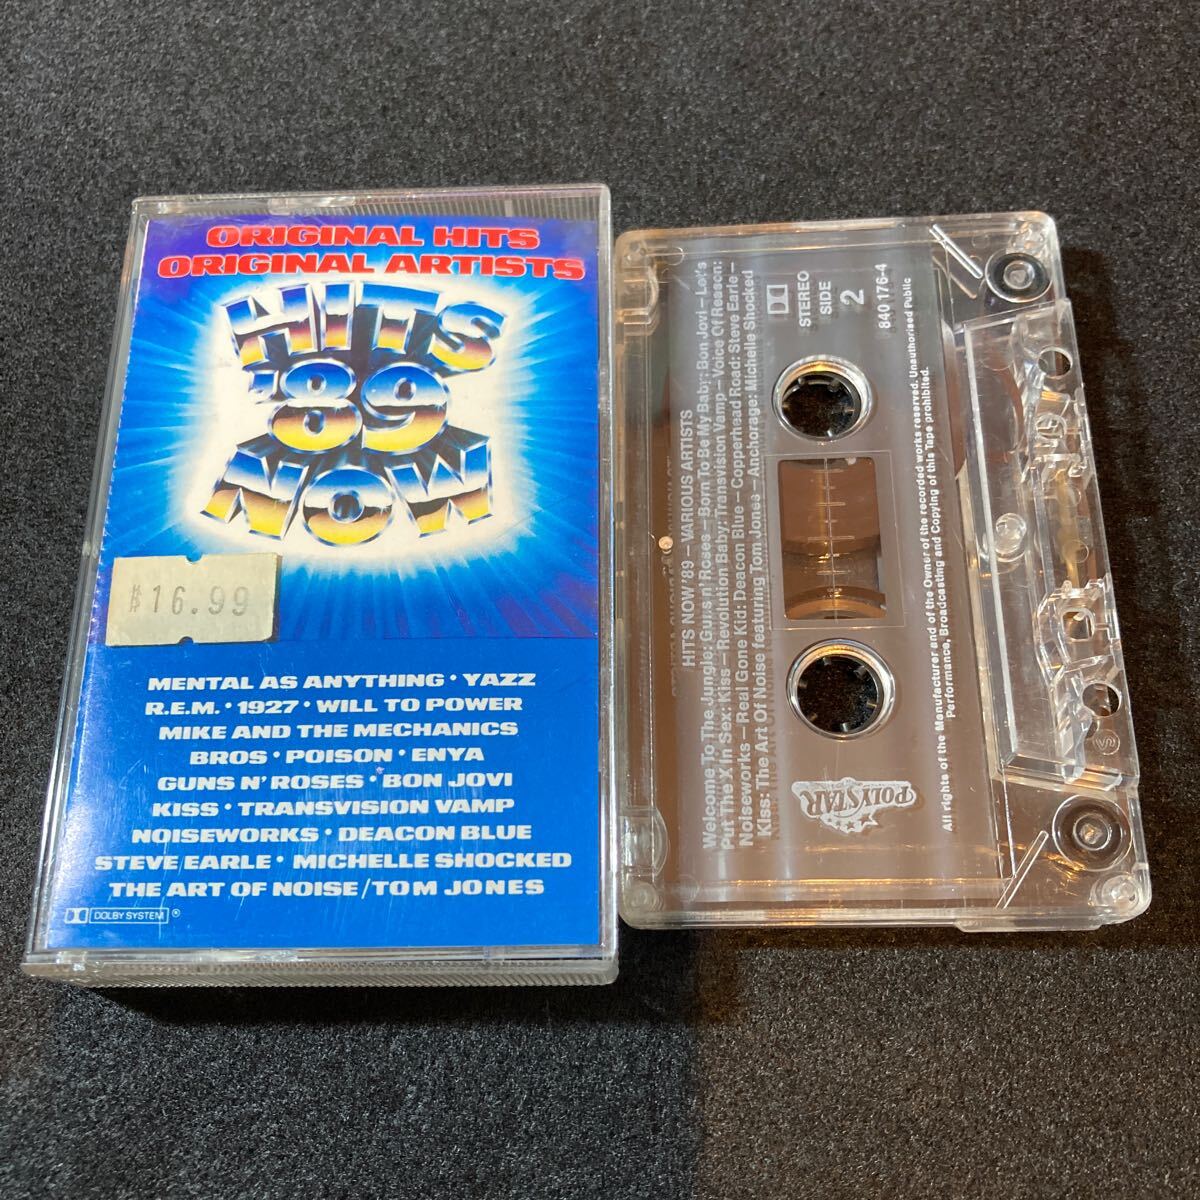 ORIGINAL HITS
ORIGINAL ARTISTS
HITS
'89
NOW
$16.99
MENTAL AS ANYTHING • YAZZ
R.E.M. • 1927 • WILL TO POWER
MIKE AND THE MECHANICS
BROS • POISON • ENYA
GUNS N' ROSES • BON JOVI
KISS • TRANSVISION VAMP
NOISEWORKS • DEACON BLUE
STEVE EARLE • MICHELLE SHOCKED
THE ART OF NOISE/TOM JONES
DOLBY SYSTEM ®
HITS NOW '89 – VARIOUS ARTISTS
Welcome To The Jungle: Guns n' Roses – Born To Be My Baby: Bon Jovi – Let's
Put The X In Sex: Kiss – Revolution Baby: Transvision Vamp – Voice Of Reason:
Noiseworks – Real Gone Kid: Deacon Blue – Copperhead Road: Steve Earle –
Kiss: The Art Of Noise featuring Tom Jones – Anchorage: Michelle Shocked
STEREO
SIDE
2
840 176-4
POLYSTAR
All rights of the Manufacturer and of the Owner of the recorded works reserved. Unauthorised Public
Performance, Broadcasting and Copying of this Tape prohibited.